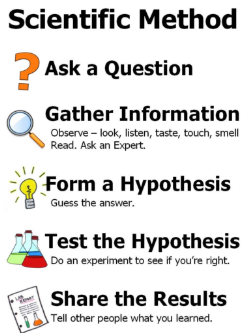 Scientific Method
Ask a Question
Gather Information
Observe – look, listen, taste, touch, smell
Read. Ask an Expert.
Form a Hypothesis
Guess the answer.
Test the Hypothesis
Do an experiment to see if you're right.
Share the Results
Tell other people what you learned.